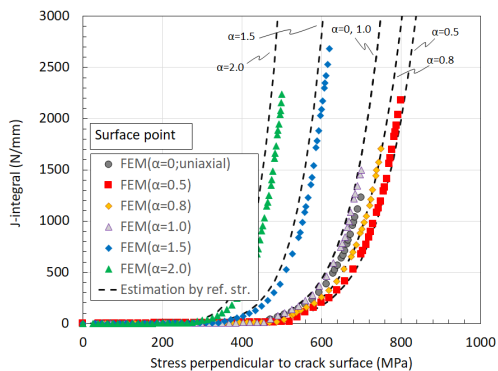 3000
2500
2000
1500
1000
500
0
J-integral (N/mm)
α=1.5
α=2.0
α=0, 1.0
α=0.5
α=0.8
Surface point
FEM(α=0;uniaxial)
FEM(α=0.5)
FEM(α=0.8)
FEM(α=1.0)
FEM(α=1.5)
FEM(α=2.0)
Estimation by ref. str.
0 200 400 600 800 1000
Stress perpendicular to crack surface (MPa)